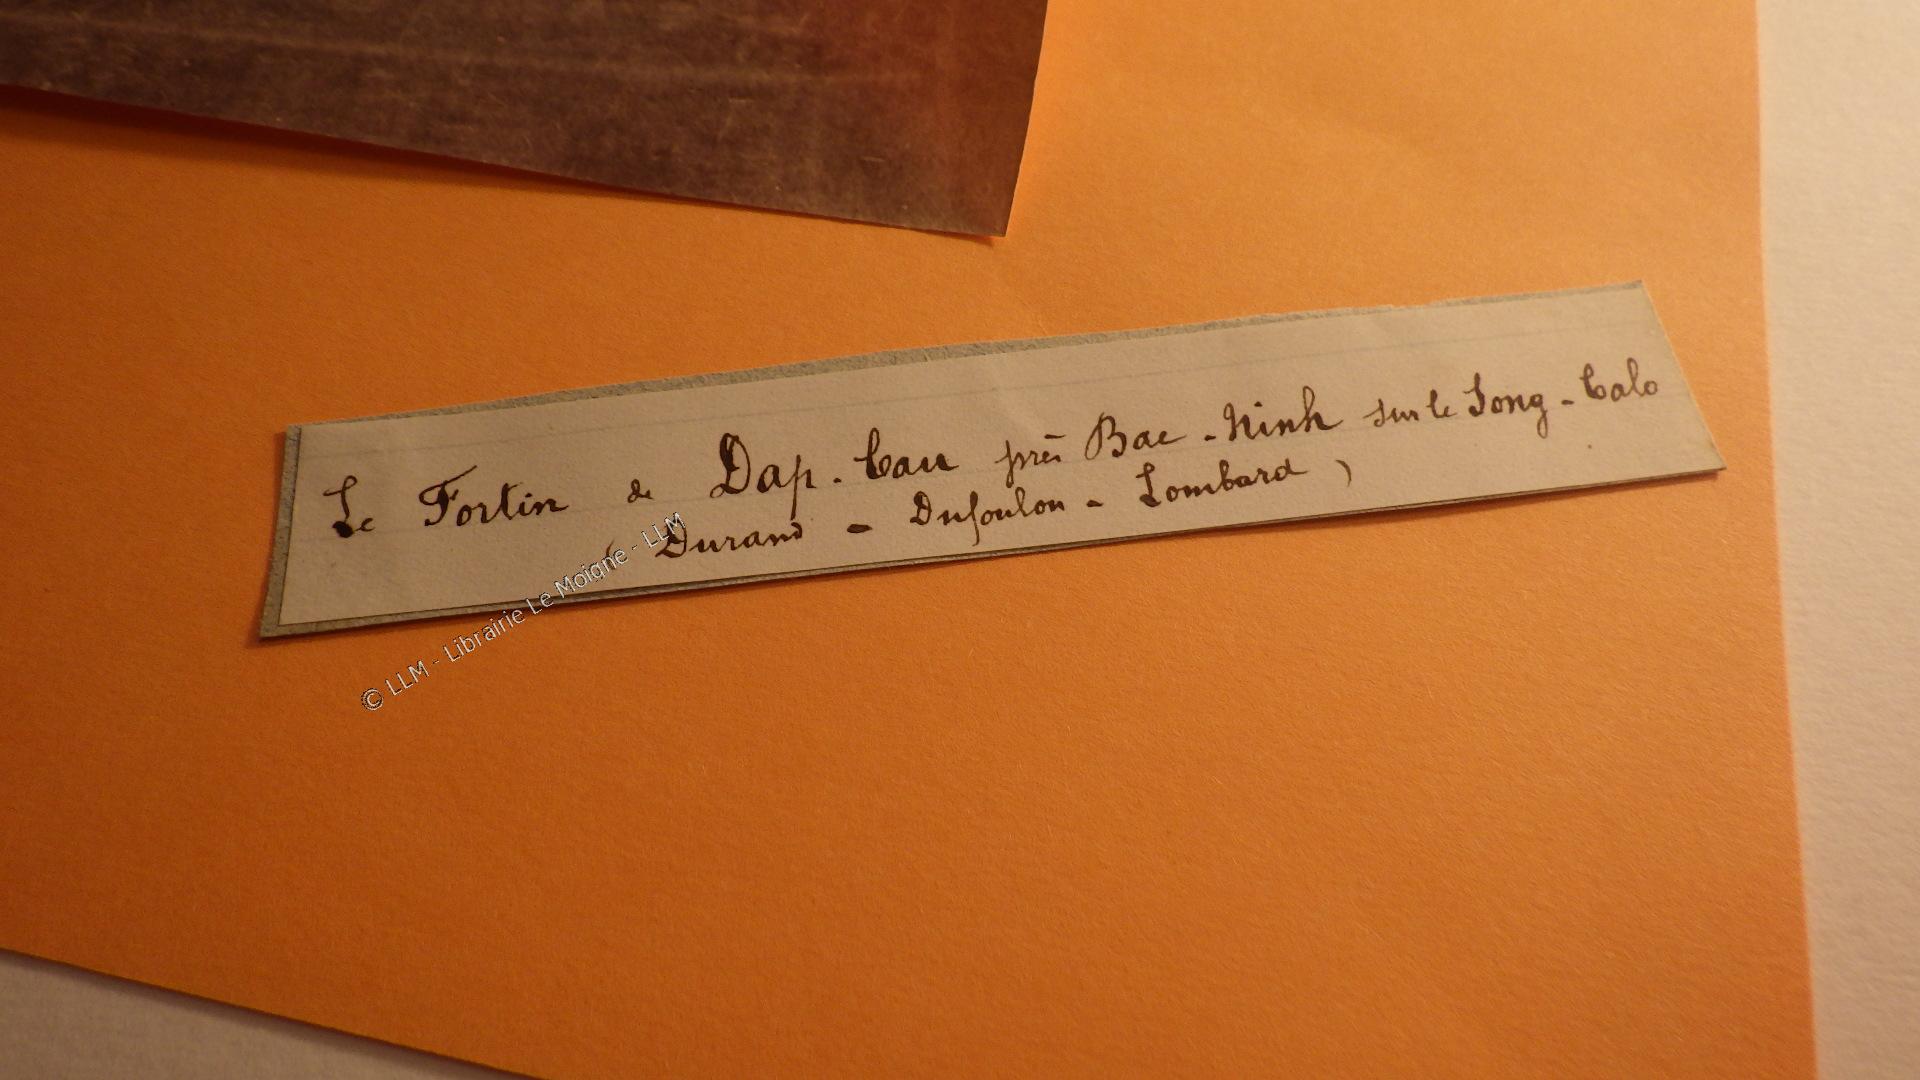 Le Fortin de Dap-Cau près Bac-Ninh sur le Song-Calo
( Durand - Dufoulon - Lombard )
© LLM - Librairie Le Moigne - LLM